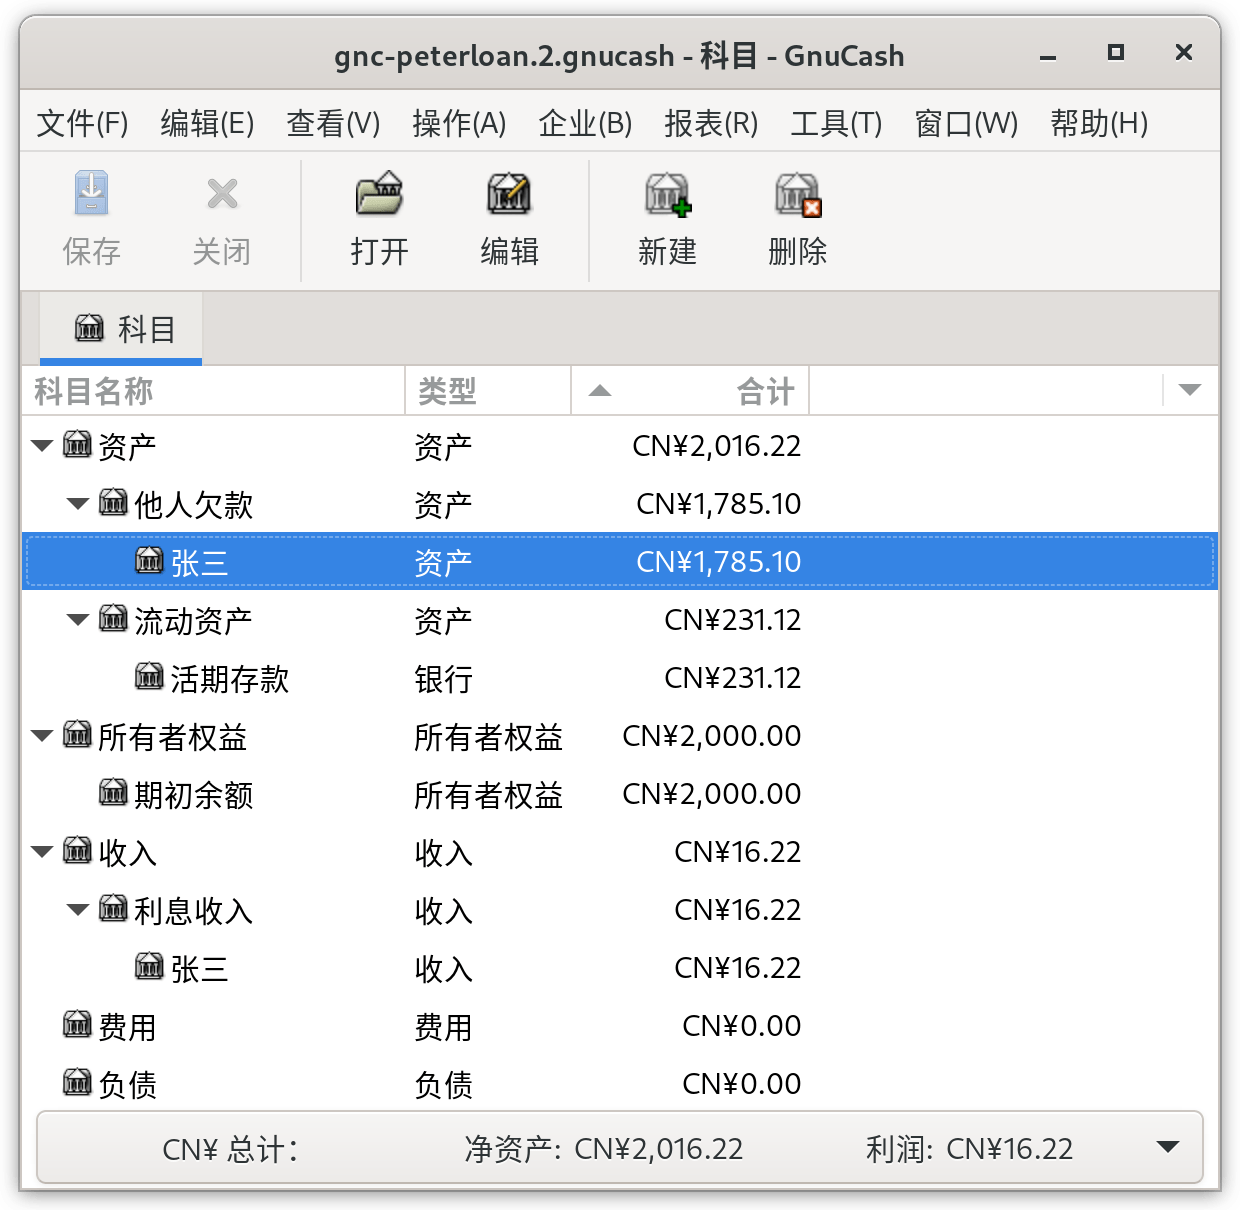 gnc-peterloan.2.gnucash - 科目 - GnuCash
文件(F) 编辑(E) 查看(V) 操作(A) 企业(B) 报表(R) 工具(T) 窗口(W) 帮助(H)
保存 关闭 打开 编辑 新建 删除
科目
科目名称 类型 合计
资产 资产 CN¥2,016.22
他人欠款 资产 CN¥1,785.10
张三 资产 CN¥1,785.10
流动资产 资产 CN¥231.12
活期存款 银行 CN¥231.12
所有者权益 所有者权益 CN¥2,000.00
期初余额 所有者权益 CN¥2,000.00
收入 收入 CN¥16.22
利息收入 收入 CN¥16.22
张三 收入 CN¥16.22
费用 费用 CN¥0.00
负债 负债 CN¥0.00
CN¥ 总计： 净资产: CN¥2,016.22 利润: CN¥16.22